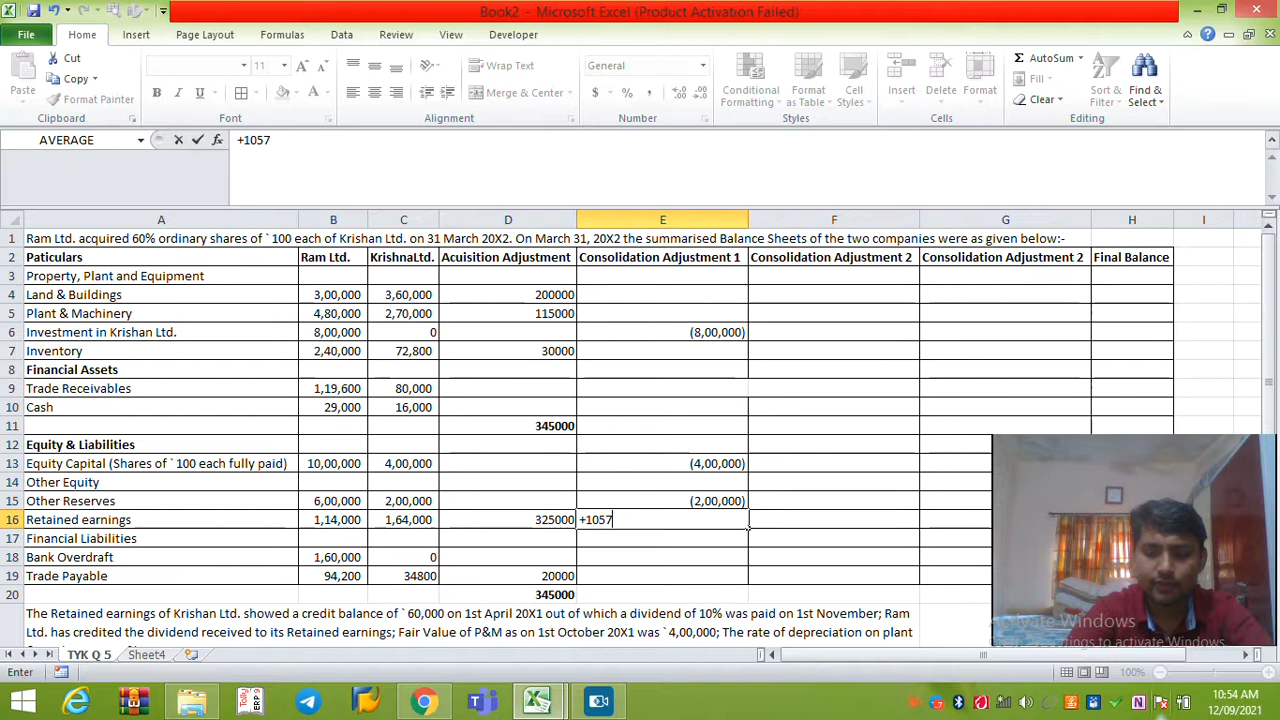 Book2 - Microsoft Excel (Product Activation Failed)
File Home Insert Page Layout Formulas Data Review View Developer
Paste Cut Copy Format Painter Clipboard
11 A A B I U A Font
Wrap Text Merge & Center Alignment
General $ % , Number
Conditional Formatting Format as Table Cell Styles Styles
Insert Delete Format Cells
Σ AutoSum Fill Clear Sort & Filter Find & Select Editing
AVERAGE fx +1057
A B C D E F G H I
1 Ram Ltd. acquired 60% ordinary shares of `100 each of Krishan Ltd. on 31 March 20X2. On March 31, 20X2 the summarised Balance Sheets of the two companies were as given below:-
2 Paticulars Ram Ltd. KrishnaLtd. Acuisition Adjustment Consolidation Adjustment 1 Consolidation Adjustment 2 Consolidation Adjustment 2 Final Balance
3 Property, Plant and Equipment
4 Land & Buildings 3,00,000 3,60,000 200000
5 Plant & Machinery 4,80,000 2,70,000 115000
6 Investment in Krishan Ltd. 8,00,000 0 (8,00,000)
7 Inventory 2,40,000 72,800 30000
8 Financial Assets
9 Trade Receivables 1,19,600 80,000
10 Cash 29,000 16,000
11 345000
12 Equity & Liabilities
13 Equity Capital (Shares of `100 each fully paid) 10,00,000 4,00,000 (4,00,000)
14 Other Equity
15 Other Reserves 6,00,000 2,00,000 (2,00,000)
16 Retained earnings 1,14,000 1,64,000 325000 +1057
17 Financial Liabilities
18 Bank Overdraft 1,60,000 0
19 Trade Payable 94,200 34800 20000
20 345000
The Retained earnings of Krishan Ltd. showed a credit balance of `60,000 on 1st April 20X1 out of which a dividend of 10% was paid on 1st November; Ram
Ltd. has credited the dividend received to its Retained earnings; Fair Value of P&M as on 1st October 20X1 was `4,00,000; The rate of depreciation on plant
Activate Windows
to activate Windows
TYK Q 5 Sheet4
Enter 100%
Tally ERP 9
10:54 AM
12/09/2021